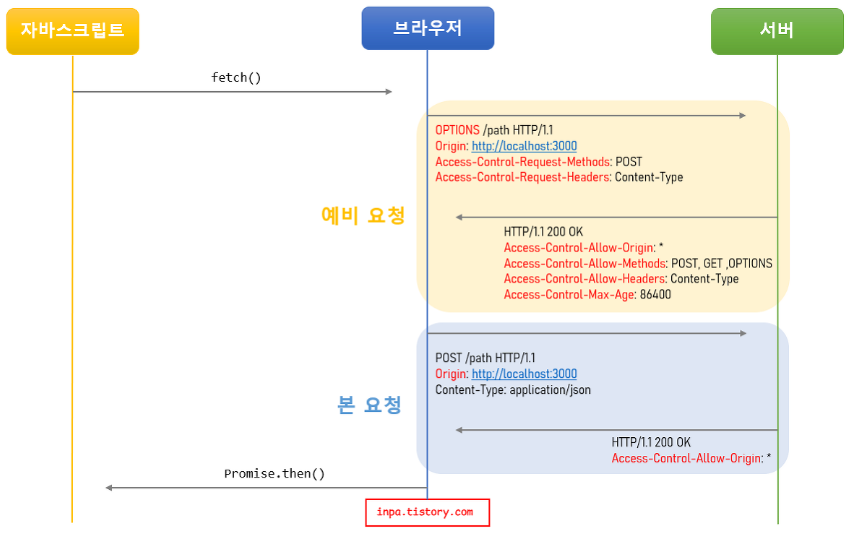 자바스크립트
브라우저
서버
fetch()
OPTIONS /path HTTP/1.1
Origin: http://localhost:3000
Access-Control-Request-Methods: POST
Access-Control-Request-Headers: Content-Type
예비 요청
HTTP/1.1 200 OK
Access-Control-Allow-Origin: *
Access-Control-Allow-Methods: POST, GET ,OPTIONS
Access-Control-Allow-Headers: Content-Type
Access-Control-Max-Age: 86400
POST /path HTTP/1.1
Origin: http://localhost:3000
Content-Type: application/json
본 요청
HTTP/1.1 200 OK
Access-Control-Allow-Origin: *
Promise.then()
inpa.tistory.com